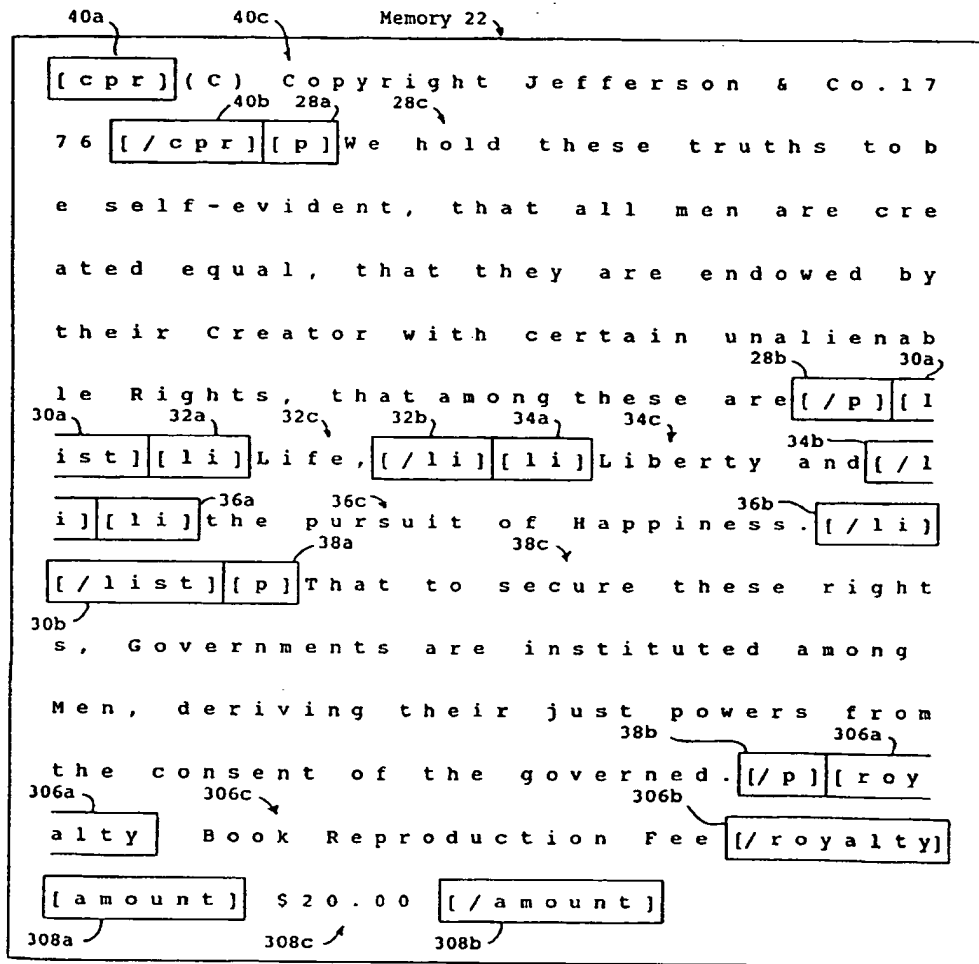 40a 40c Memory 22
[cpr](C) Copyright Jefferson & Co.17
40b 28a 28c
76 [/cpr][p]We hold these truths to b
e self-evident, that all men are cre
ated equal, that they are endowed by
their Creator with certain unalienab
28b 30a
le Rights, that among these are[/p][l
30a 32a 32c 32b 34a 34c 34b
ist][li]Life,[/li][li]Liberty and[/l
36a 36c 36b
i][li]the pursuit of Happiness.[/li]
38a 38c
[/list][p]That to secure these right
30b
s, Governments are instituted among
Men, deriving their just powers from
38b 306a
the consent of the governed.[/p][roy
306a 306c 306b
alty Book Reproduction Fee [/royalty]
[amount] $20.00 [/amount]
308a 308c 308b